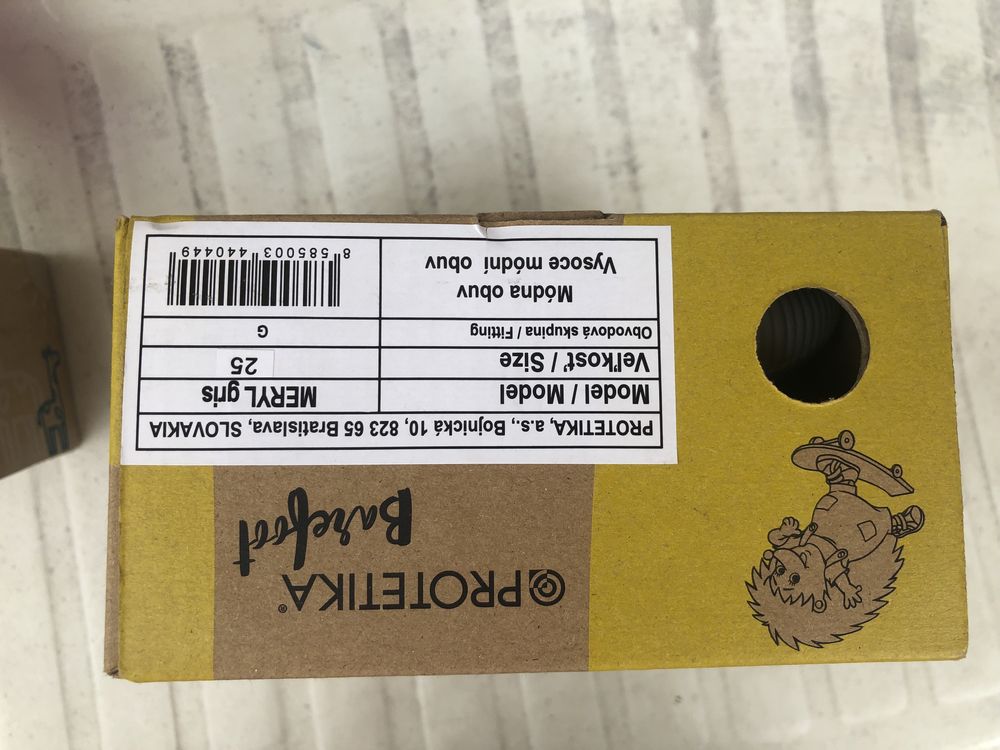 PROTETIKA®
Barefoot
PROTETIKA, a.s., Bojnická 10, 823 65 Bratislava, SLOVAKIA
Model / Model MERYL gris
Veľkosť / Size 25
Obvodová skupina / Fitting G
Módna obuv
Vysoce módní obuv
8 585003 440449